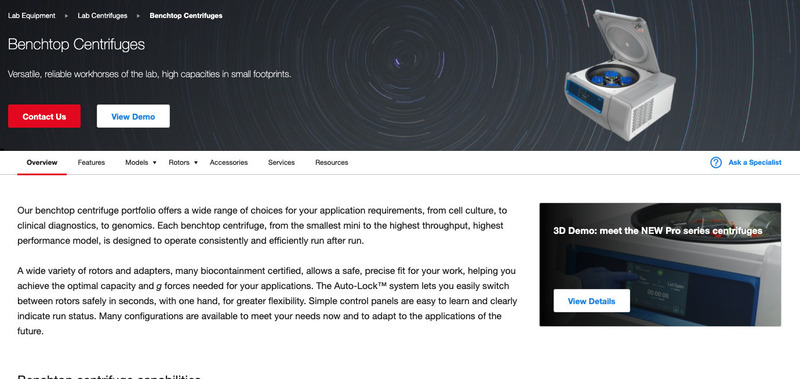 Lab Equipment ▸ Lab Centrifuges ▸ Benchtop Centrifuges
Benchtop Centrifuges
Versatile, reliable workhorses of the lab, high capacities in small footprints.
Contact Us View Demo
Overview Features Models ▾ Rotors ▾ Accessories Services Resources Ask a Specialist
Our benchtop centrifuge portfolio offers a wide range of choices for your application requirements, from cell culture, to
clinical diagnostics, to genomics. Each benchtop centrifuge, from the smallest mini to the highest throughput, highest
performance model, is designed to operate consistently and efficiently run after run.
A wide variety of rotors and adapters, many biocontainment certified, allows a safe, precise fit for your work, helping you
achieve the optimal capacity and g forces needed for your applications. The Auto-Lock™ system lets you easily switch
between rotors safely in seconds, with one hand, for greater flexibility. Simple control panels are easy to learn and clearly
indicate run status. Many configurations are available to meet your needs now and to adapt to the applications of the
future.
3D Demo: meet the NEW Pro series centrifuges
View Details
Benchtop centrifuge capabilities